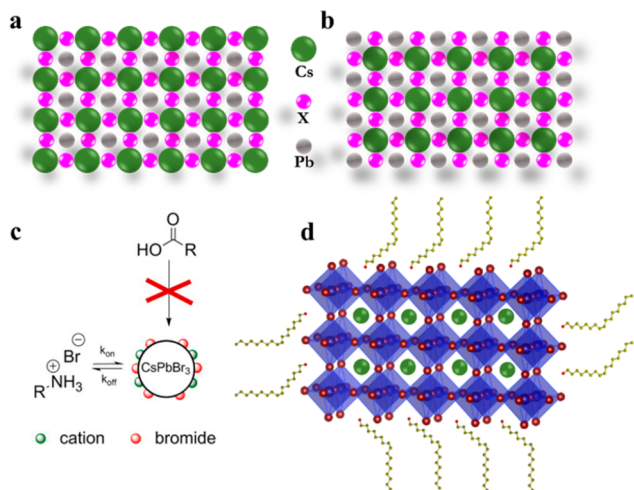 a
b
Cs
X
Pb
c
d
O
HO
R
Br
−
+
R-NH3
kon
koff
CsPbBr3
cation
bromide